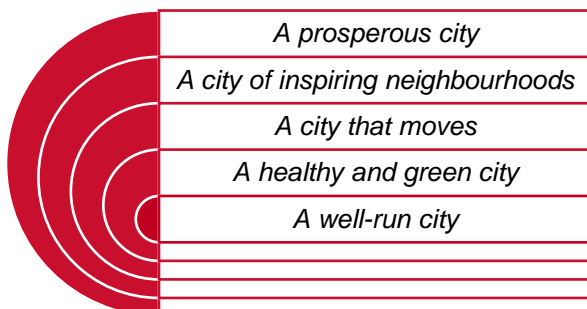 A prosperous city
A city of inspiring neighbourhoods
A city that moves
A healthy and green city
A well-run city